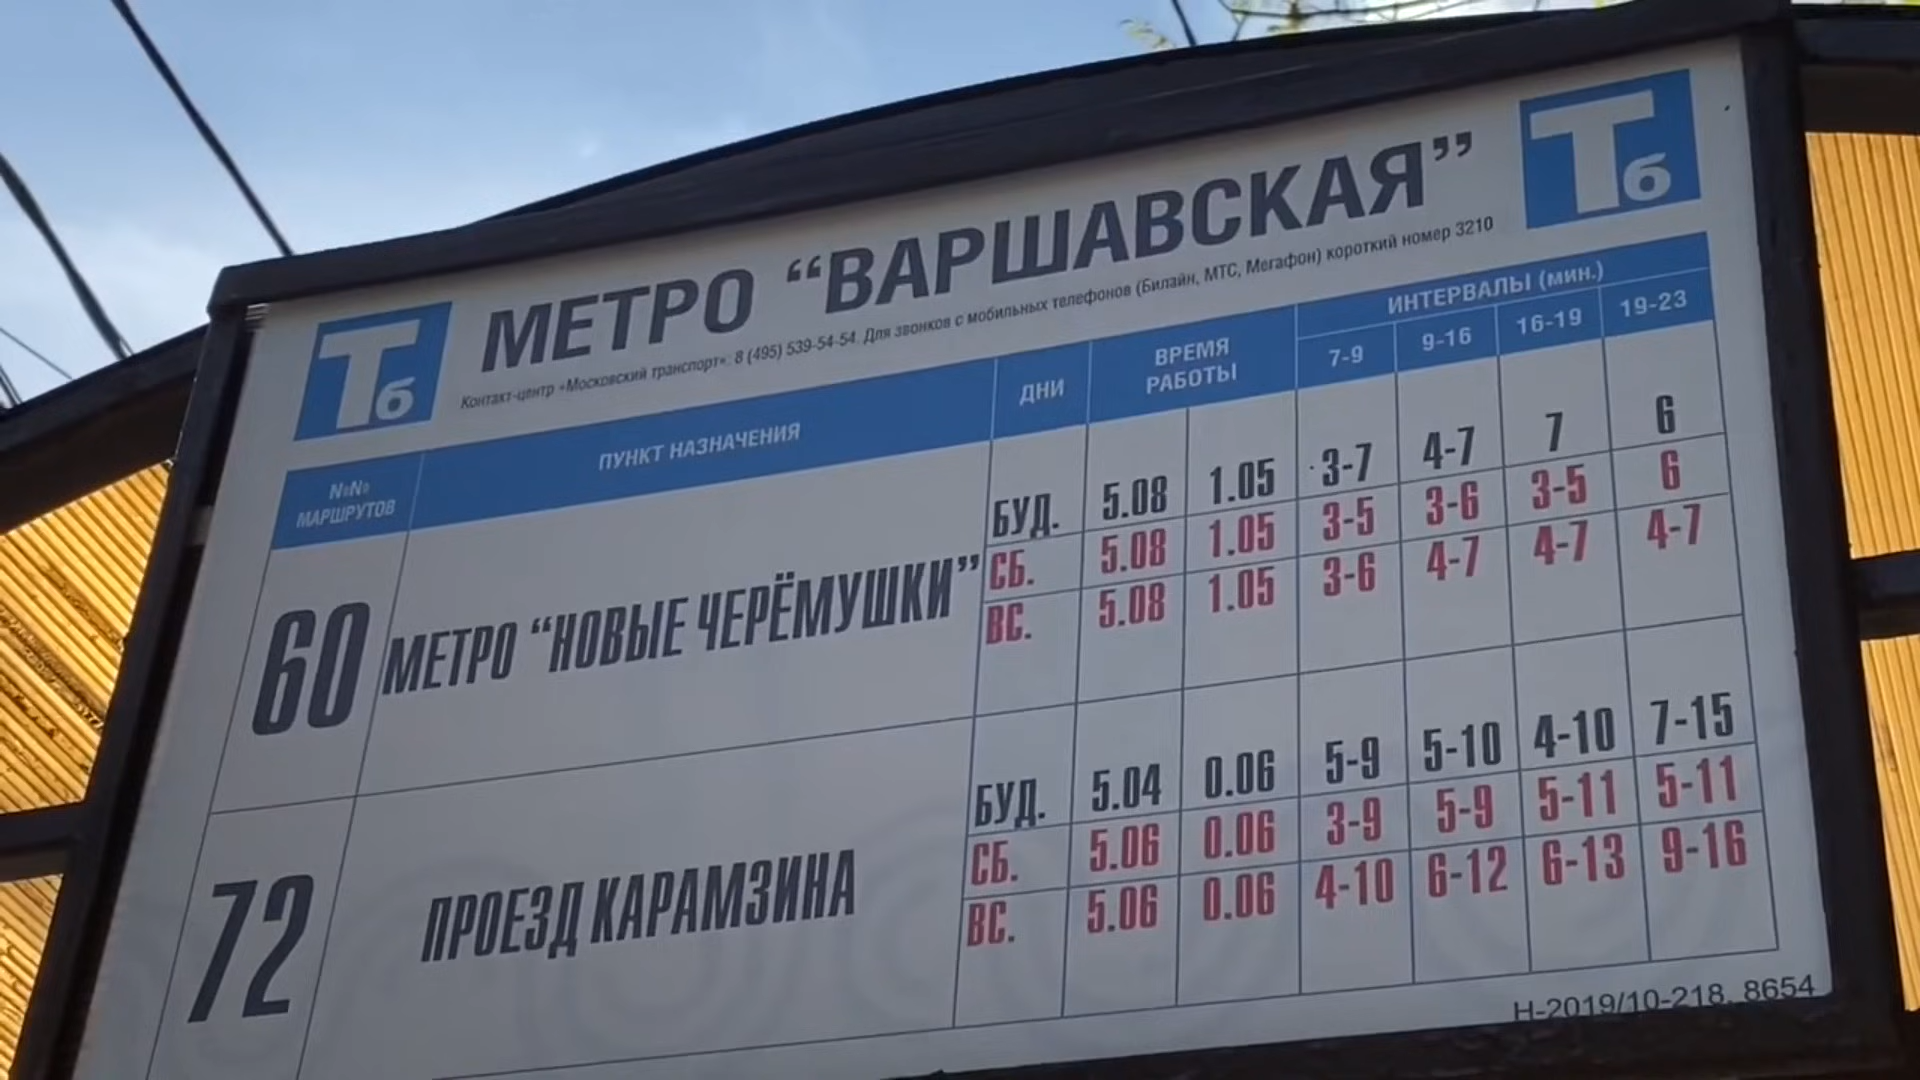 Тб МЕТРО “ВАРШАВСКАЯ” Тб
Контакт-центр «Московский транспорт»: 8 (495) 539-54-54. Для звонков с мобильных телефонов (Билайн, МТС, Мегафон) короткий номер 3210
№№ МАРШРУТОВ ПУНКТ НАЗНАЧЕНИЯ ДНИ ВРЕМЯ РАБОТЫ ИНТЕРВАЛЫ (мин.)
7-9 9-16 16-19 19-23
60 МЕТРО “НОВЫЕ ЧЕРЁМУШКИ”
БУД. 5.08 1.05 3-7 4-7 7 6
СБ. 5.08 1.05 3-5 3-6 3-5 6
ВС. 5.08 1.05 3-6 4-7 4-7 4-7
72 ПРОЕЗД КАРАМЗИНА
БУД. 5.04 0.06 5-9 5-10 4-10 7-15
СБ. 5.06 0.06 3-9 5-9 5-11 5-11
ВС. 5.06 0.06 4-10 6-12 6-13 9-16
Н-2019/10-218, 8654